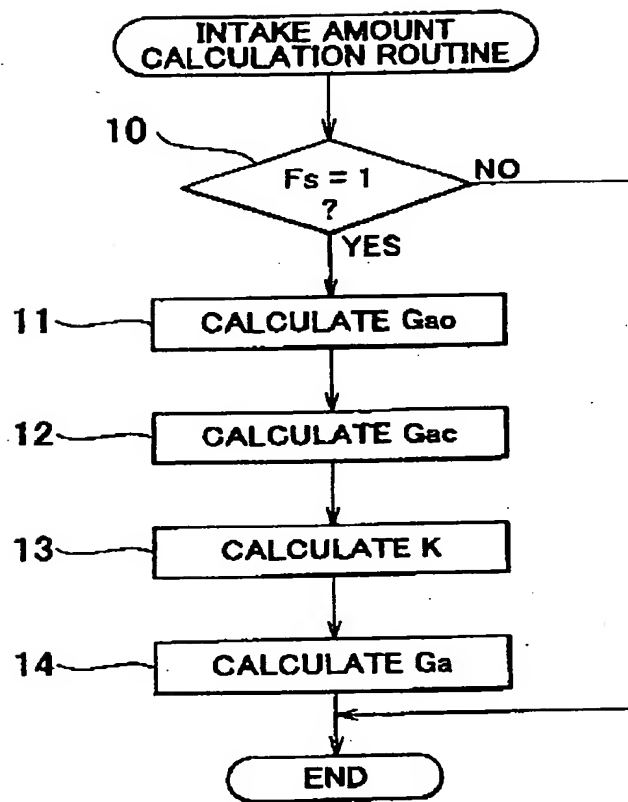 INTAKE AMOUNT
CALCULATION ROUTINE
10
Fs = 1
?
NO
YES
11
CALCULATE Gao
12
CALCULATE Gac
13
CALCULATE K
14
CALCULATE Ga
END